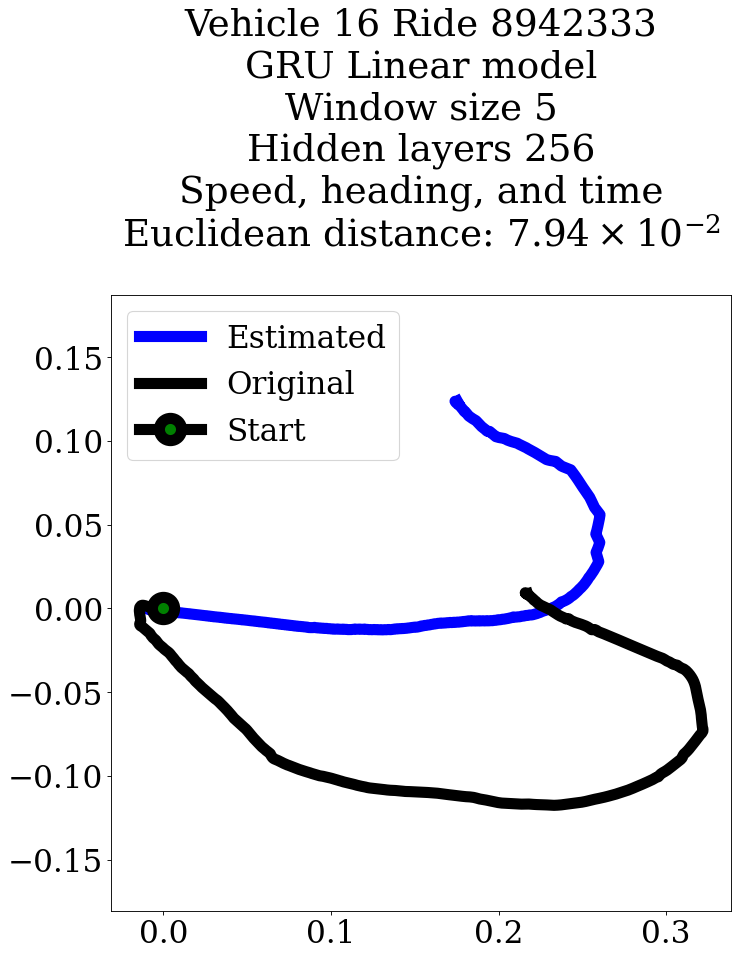 Vehicle 16 Ride 8942333
GRU Linear model
Window size 5
Hidden layers 256
Speed, heading, and time
Euclidean distance: 7.94 × 10⁻²
Estimated
Original
Start
0.15
0.10
0.05
0.00
−0.05
−0.10
−0.15
0.0 0.1 0.2 0.3